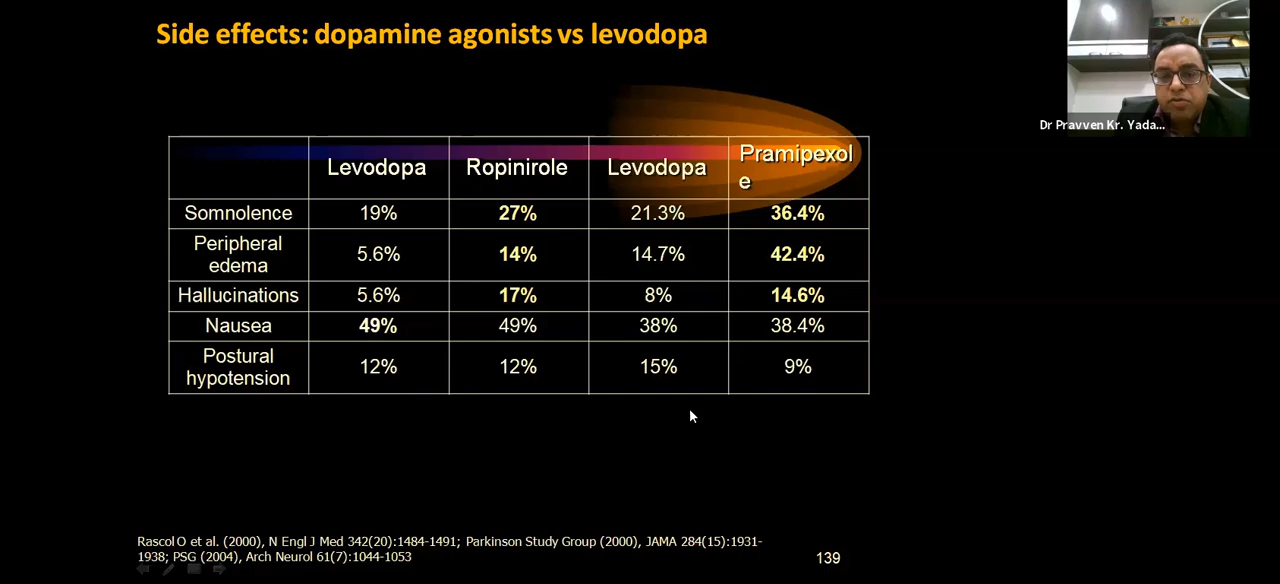 Side effects: dopamine agonists vs levodopa
Dr Pravven Kr. Yada...
Levodopa Ropinirole Levodopa Pramipexol
e
Somnolence 19% 27% 21.3% 36.4%
Peripheral
edema 5.6% 14% 14.7% 42.4%
Hallucinations 5.6% 17% 8% 14.6%
Nausea 49% 49% 38% 38.4%
Postural
hypotension 12% 12% 15% 9%
Rascol O et al. (2000), N Engl J Med 342(20):1484-1491; Parkinson Study Group (2000), JAMA 284(15):1931-
1938; PSG (2004), Arch Neurol 61(7):1044-1053
139